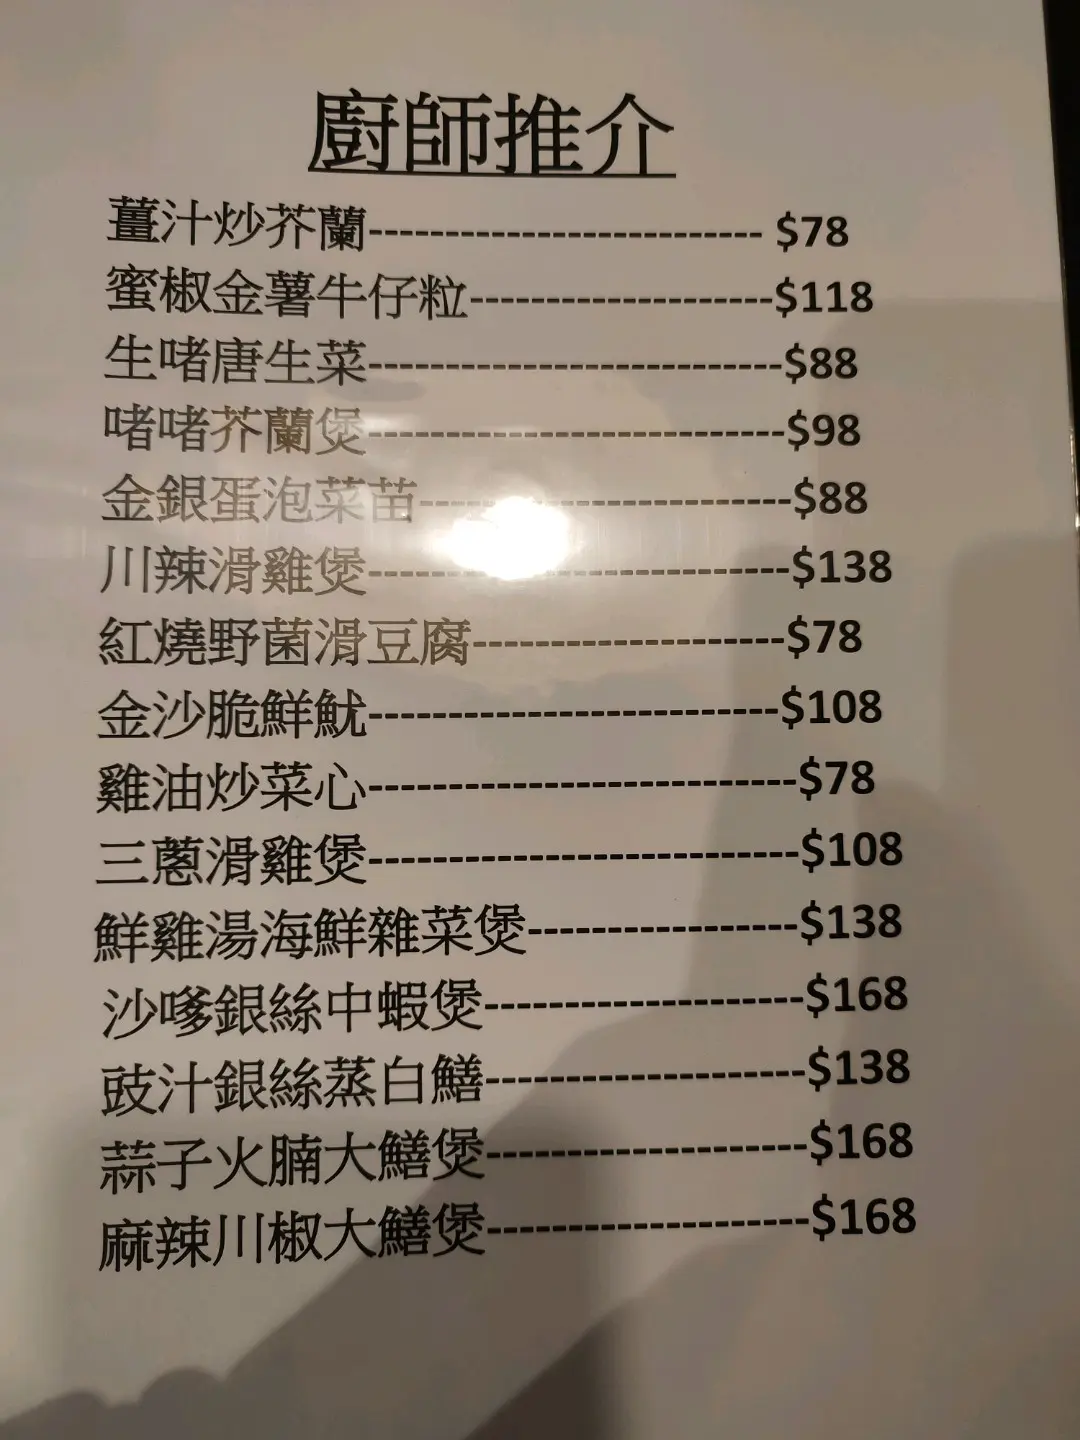 廚師推介
薑汁炒芥蘭------------------------- $78
蜜椒金薯牛仔粒-------------------$118
生啫唐生菜--------------------------$88
啫啫芥蘭煲--------------------------$98
金銀蛋泡菜苗-----------------------$88
川辣滑雞煲--------------------------$138
紅燒野菌滑豆腐-------------------$78
金沙脆鮮魷-------------------------$108
雞油炒菜心--------------------------$78
三蔥滑雞煲--------------------------$108
鮮雞湯海鮮雜菜煲----------------$138
沙嗲銀絲中蝦煲-------------------$168
豉汁銀絲蒸白鱔-------------------$138
蒜子火腩大鱔煲-------------------$168
麻辣川椒大鱔煲-------------------$168